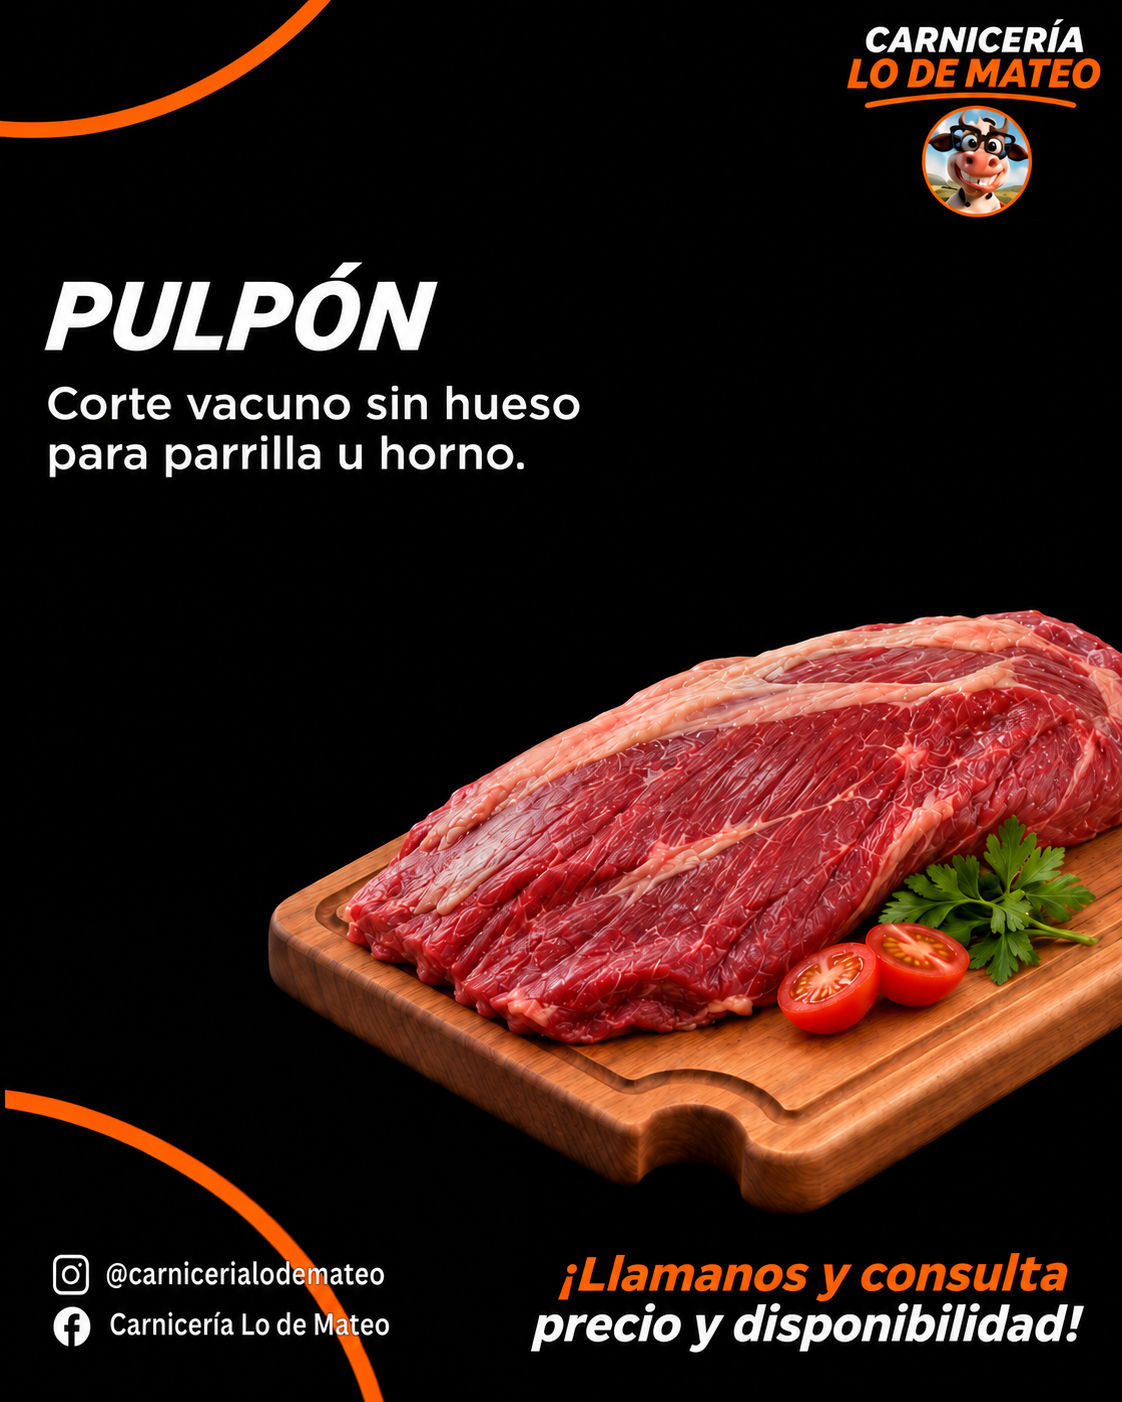 CARNICERÍA
LO DE MATEO
PULPÓN
Corte vacuno sin hueso
para parrilla u horno.
@carnicerialodemateo
Carnicería Lo de Mateo
¡Llamanos y consulta
precio y disponibilidad!